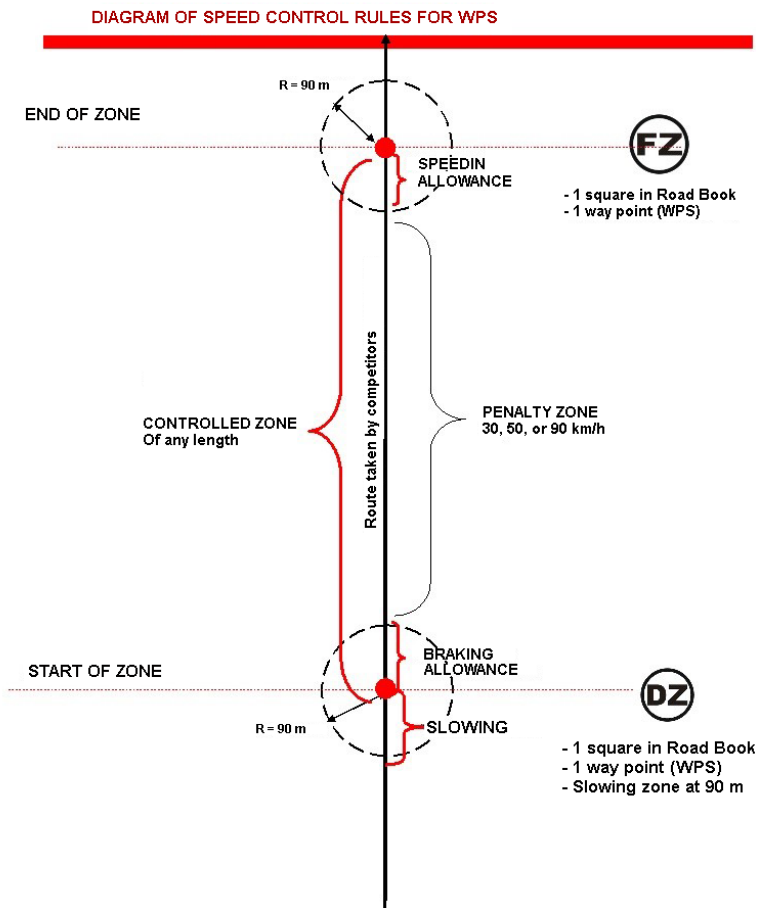 DIAGRAM OF SPEED CONTROL RULES FOR WPS
R = 90 m
END OF ZONE
FZ
SPEEDIN
ALLOWANCE
- 1 square in Road Book
- 1 way point (WPS)
Route taken by competitors
CONTROLLED ZONE
Of any length
PENALTY ZONE
30, 50, or 90 km/h
BRAKING
ALLOWANCE
START OF ZONE
DZ
R = 90 m
SLOWING
- 1 square in Road Book
- 1 way point (WPS)
- Slowing zone at 90 m